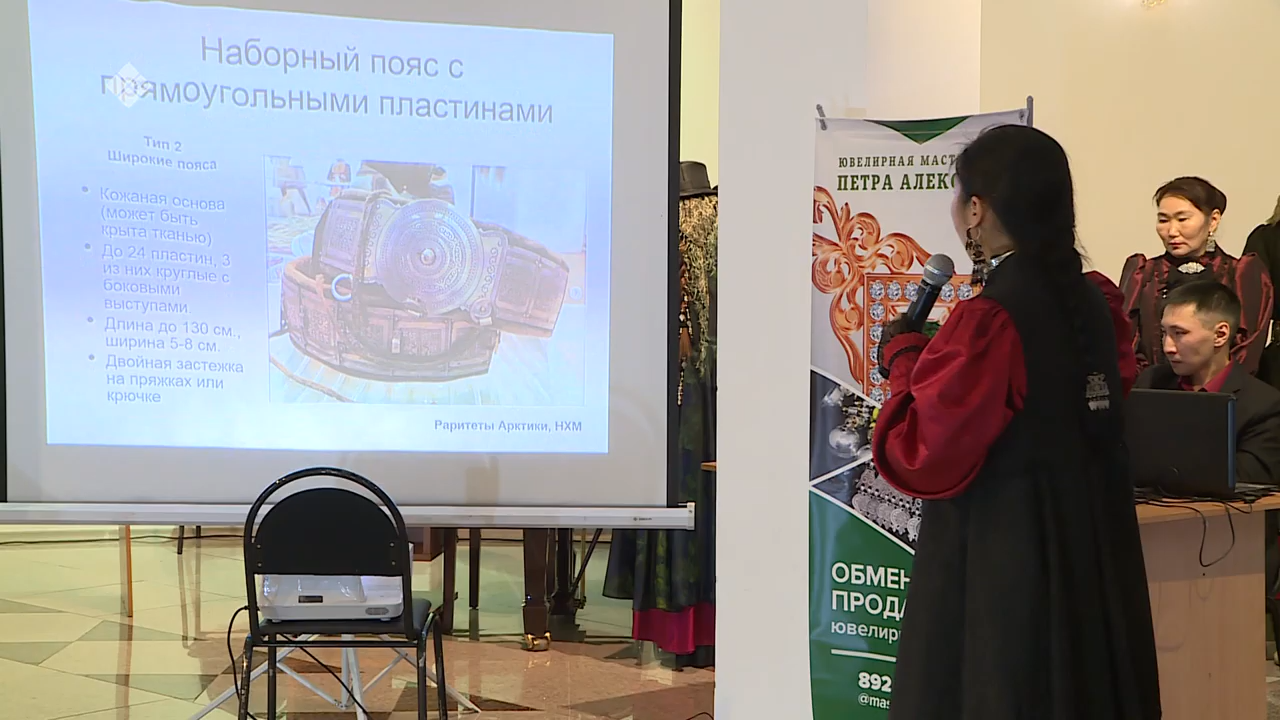 Наборный пояс с
прямоугольными пластинами
Тип 2
Широкие пояса
• Кожаная основа
(может быть
крыта тканью)
• До 24 пластин, 3
из них круглые с
боковыми
выступами.
• Длина до 130 см.,
ширина 5-8 см.
• Двойная застежка
на пряжках или
крючке
Раритеты Арктики, НХМ
ЮВЕЛИРНАЯ МАСТ
ПЕТРА АЛЕКС
ОБМЕН
ПРОДА
ювелирн
892
@mas